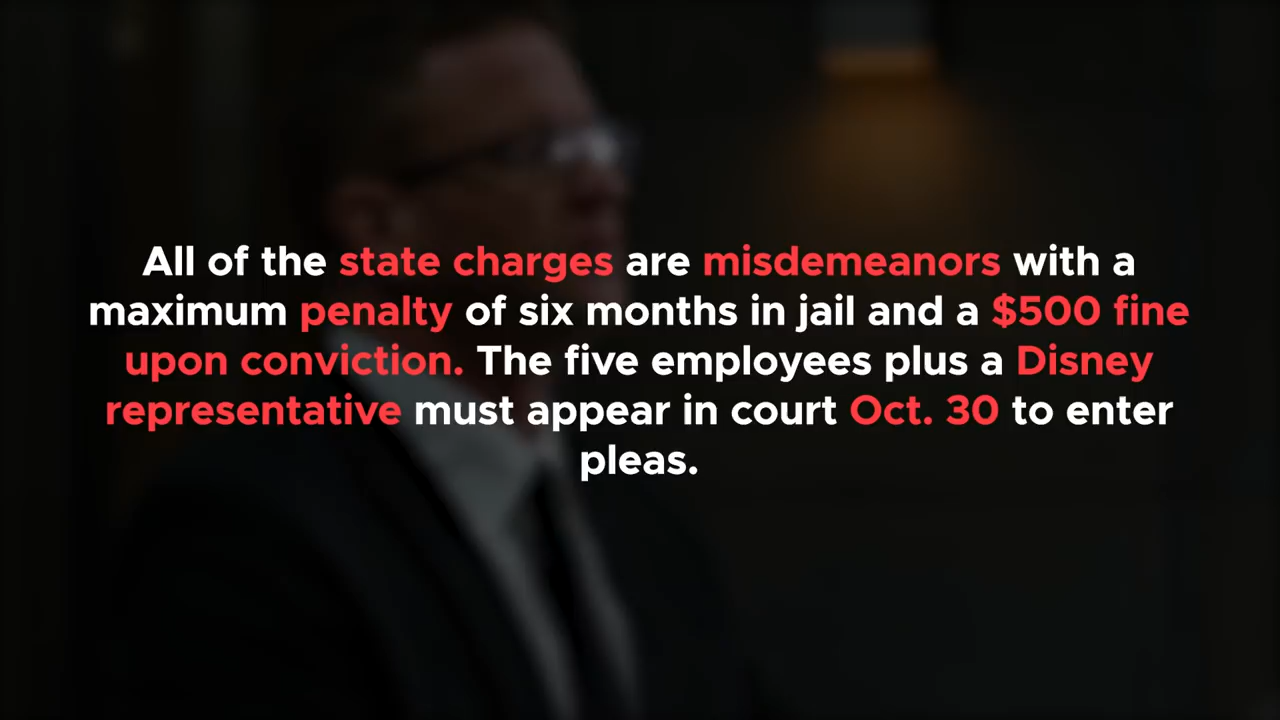 All of the state charges are misdemeanors with a
maximum penalty of six months in jail and a $500 fine
upon conviction. The five employees plus a Disney
representative must appear in court Oct. 30 to enter
pleas.